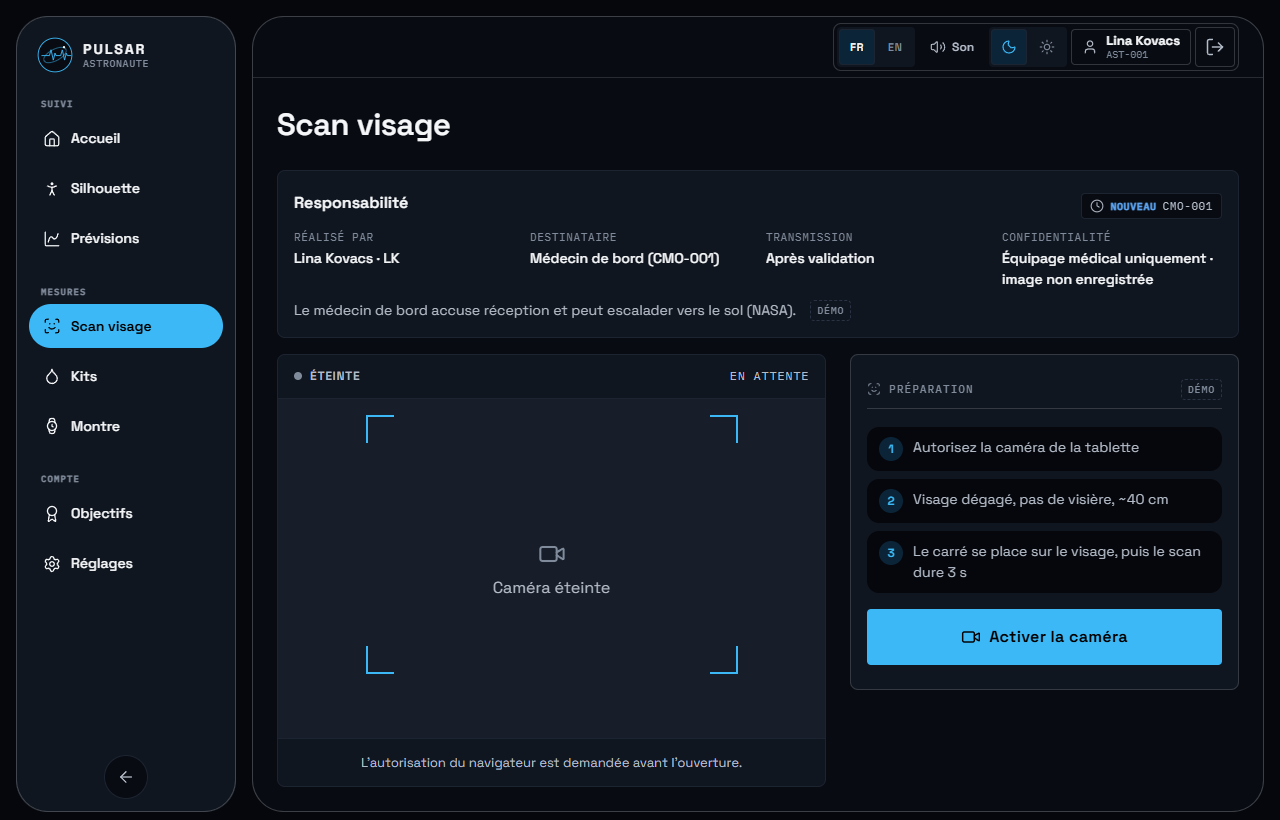 PULSAR
ASTRONAUTE
SUIVI
Accueil
Silhouette
Prévisions
MESURES
Scan visage
Kits
Montre
COMPTE
Objectifs
Réglages
FR
EN
Son
Lina Kovacs
AST-001
Scan visage
Responsabilité
NOUVEAU CMO-001
RÉALISÉ PAR
Lina Kovacs · LK
DESTINATAIRE
Médecin de bord (CMO-001)
TRANSMISSION
Après validation
CONFIDENTIALITÉ
Équipage médical uniquement ·
image non enregistrée
Le médecin de bord accuse réception et peut escalader vers le sol (NASA).
DÉMO
ÉTEINTE
EN ATTENTE
Caméra éteinte
L'autorisation du navigateur est demandée avant l'ouverture.
PRÉPARATION
DÉMO
1 Autorisez la caméra de la tablette
2 Visage dégagé, pas de visière, ~40 cm
3 Le carré se place sur le visage, puis le scan
dure 3 s
Activer la caméra